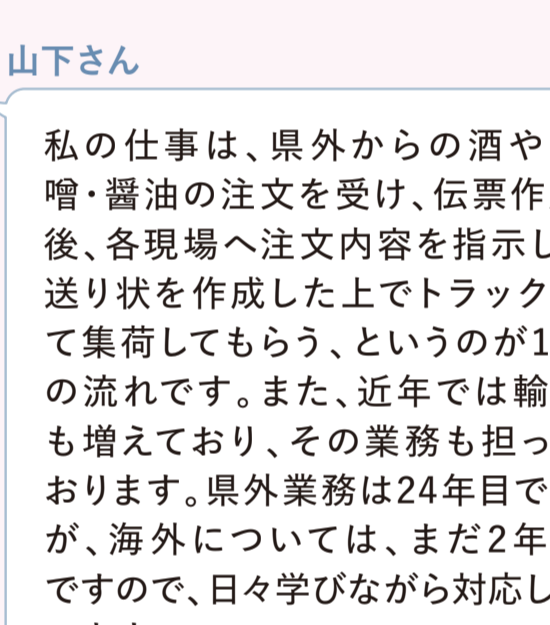 山下さん
私の仕事は、県外からの酒や
噌・醤油の注文を受け、伝票作
後、各現場へ注文内容を指示し
送り状を作成した上でトラック
て集荷してもらう、というのが1
の流れです。また、近年では輸
も増えており、その業務も担っ
おります。県外業務は24年目で
が、海外については、まだ2年
ですので、日々学びながら対応し